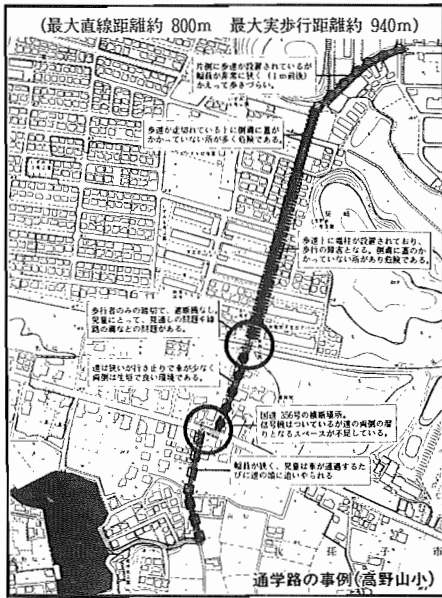 (最大直線距離約 800m 最大実歩行距離約 940m)
片側に歩道が設置されているが
幅員が非常に狭く(1m前後)
かえって歩きづらい。
歩道が走切れている上に側溝に蓋が
かかっていない所が多く危険である。
歩道上に電柱が設置されており、
歩行の障害となる。側溝に蓋のか
かっていない所があり危険である。
歩行者のみの踏切で、遮断機なし。
児童にとって、見通しの問題や線
路の溝などの問題がある。
道は狭いが行き止りで車が少なく
両側は生垣で良い環境である。
国道 356号の横断場所。
信号機はついているが道の両側の溜
りとなるスペースが不足している。
幅員が狭く、児童は車が通過するた
びに道の端に追いやられる
我孫子市
通学路の事例(高野山小)